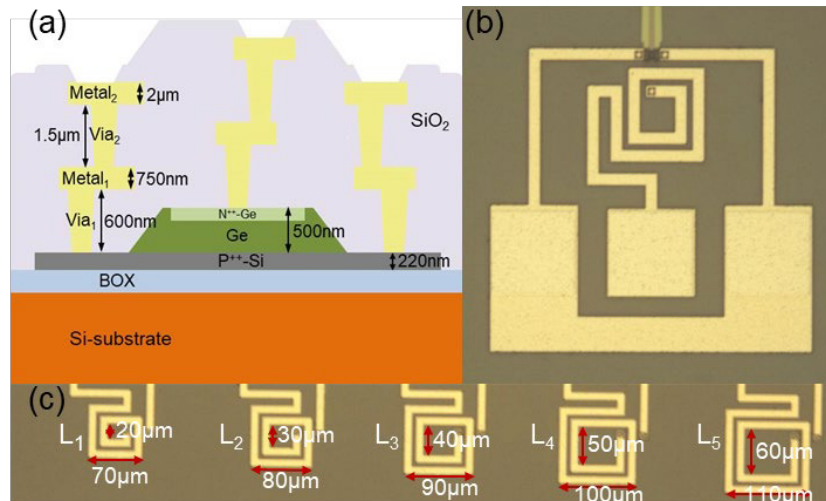 (a)
Metal₂
2μm
SiO₂
1.5μm
Via₂
Metal₁
750nm
Via₁
600nm
N⁺⁺-Ge
Ge
500nm
P⁺⁺-Si
220nm
BOX
Si-substrate
(b)
(c)
L₁
20μm
70μm
L₂
30μm
80μm
L₃
40μm
90μm
L₄
50μm
100μm
L₅
60μm
110μm